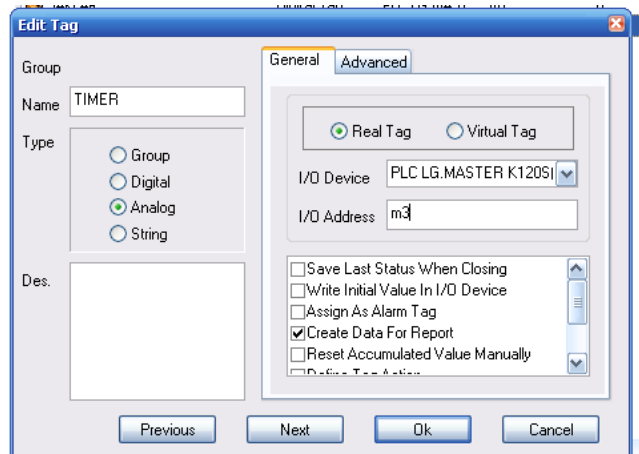 Edit Tag
Group
Name TIMER
Type
Group
Digital
Analog
String
Des.
General Advanced
Real Tag Virtual Tag
I/O Device PLC LG.MASTER K120S
I/O Address m3
Save Last Status When Closing
Write Initial Value In I/O Device
Assign As Alarm Tag
Create Data For Report
Reset Accumulated Value Manually
Previous Next Ok Cancel